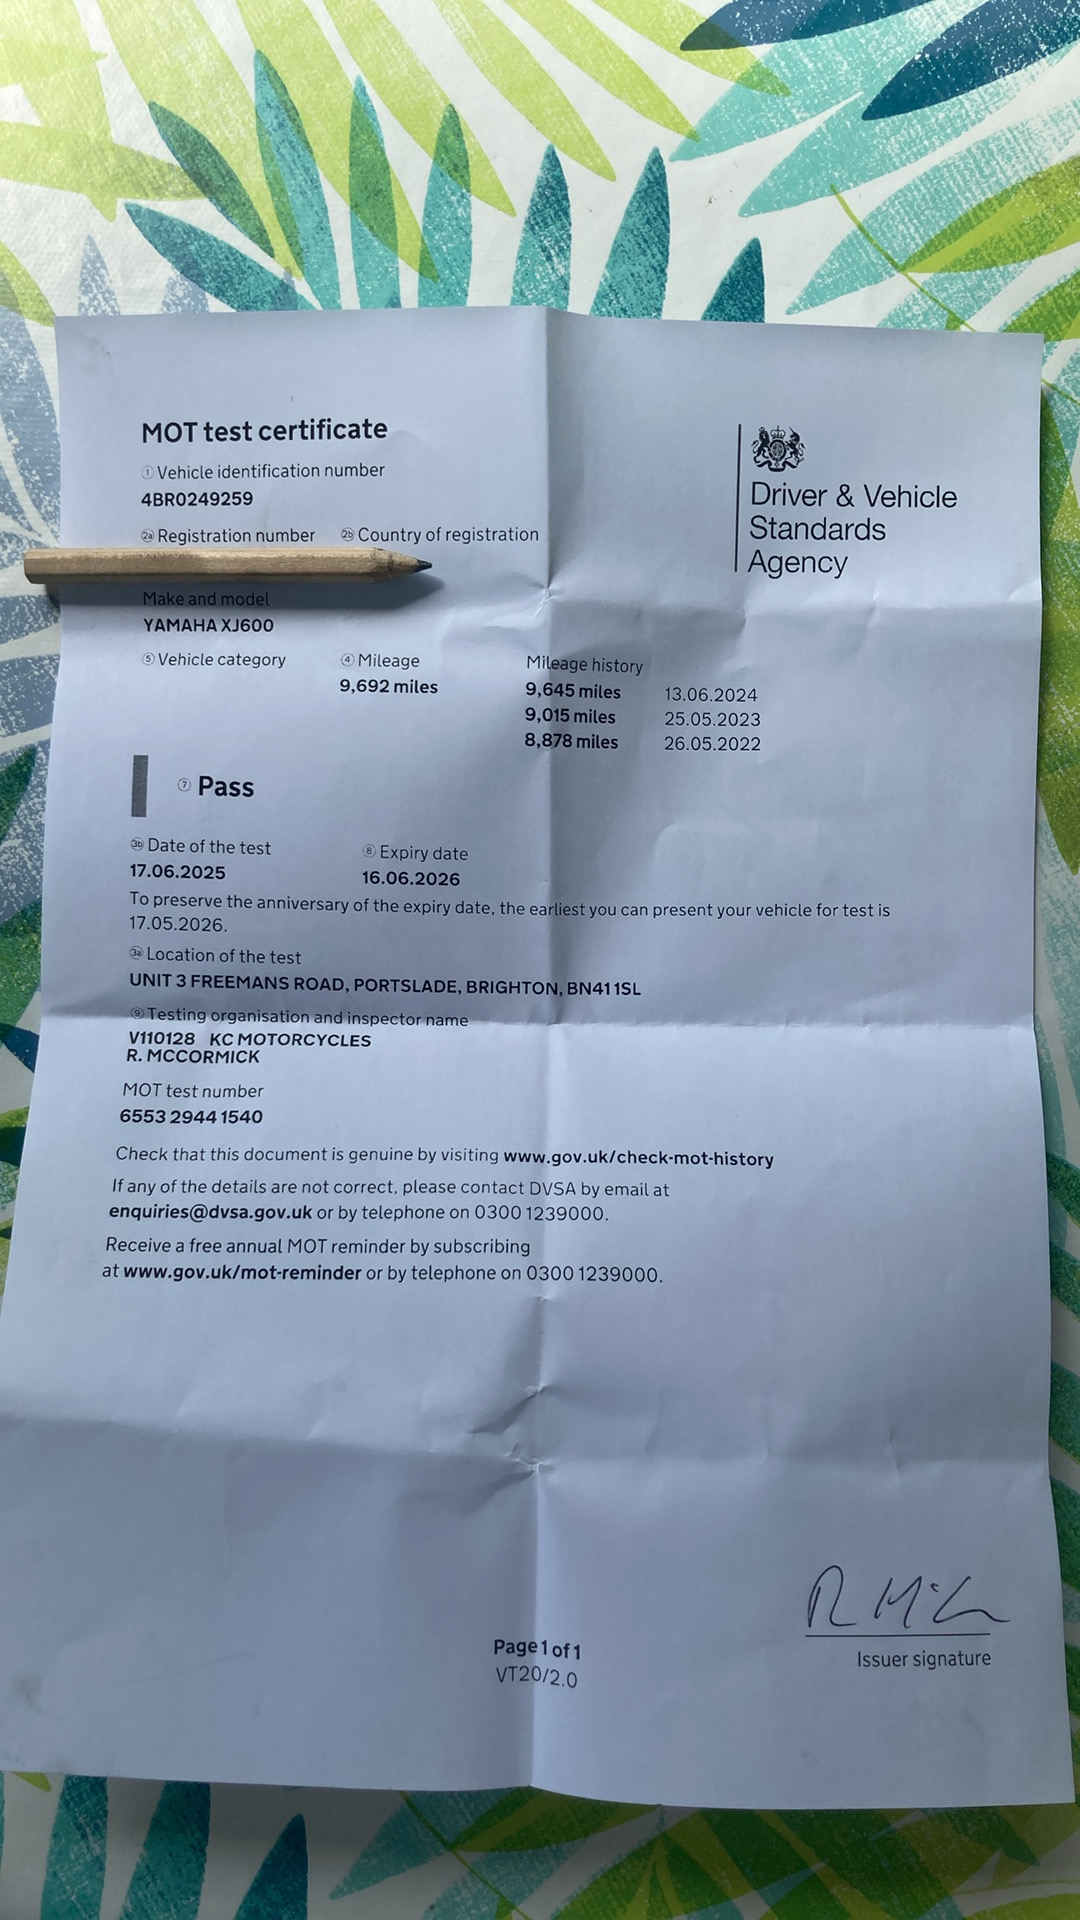 MOT test certificate
1 Vehicle identification number
4BR0249259
2a Registration number 2b Country of registration
Make and model
YAMAHA XJ600
5 Vehicle category 4 Mileage Mileage history
9,692 miles 9,645 miles 13.06.2024
9,015 miles 25.05.2023
8,878 miles 26.05.2022
7 Pass
3b Date of the test 8 Expiry date
17.06.2025 16.06.2026
To preserve the anniversary of the expiry date, the earliest you can present your vehicle for test is
17.05.2026.
3a Location of the test
UNIT 3 FREEMANS ROAD, PORTSLADE, BRIGHTON, BN41 1SL
9 Testing organisation and inspector name
V110128 KC MOTORCYCLES
R. MCCORMICK
MOT test number
6553 2944 1540
Check that this document is genuine by visiting www.gov.uk/check-mot-history
If any of the details are not correct, please contact DVSA by email at
enquiries@dvsa.gov.uk or by telephone on 0300 1239000.
Receive a free annual MOT reminder by subscribing
at www.gov.uk/mot-reminder or by telephone on 0300 1239000.
Driver & Vehicle
Standards
Agency
Issuer signature
Page 1 of 1
VT20/2.0